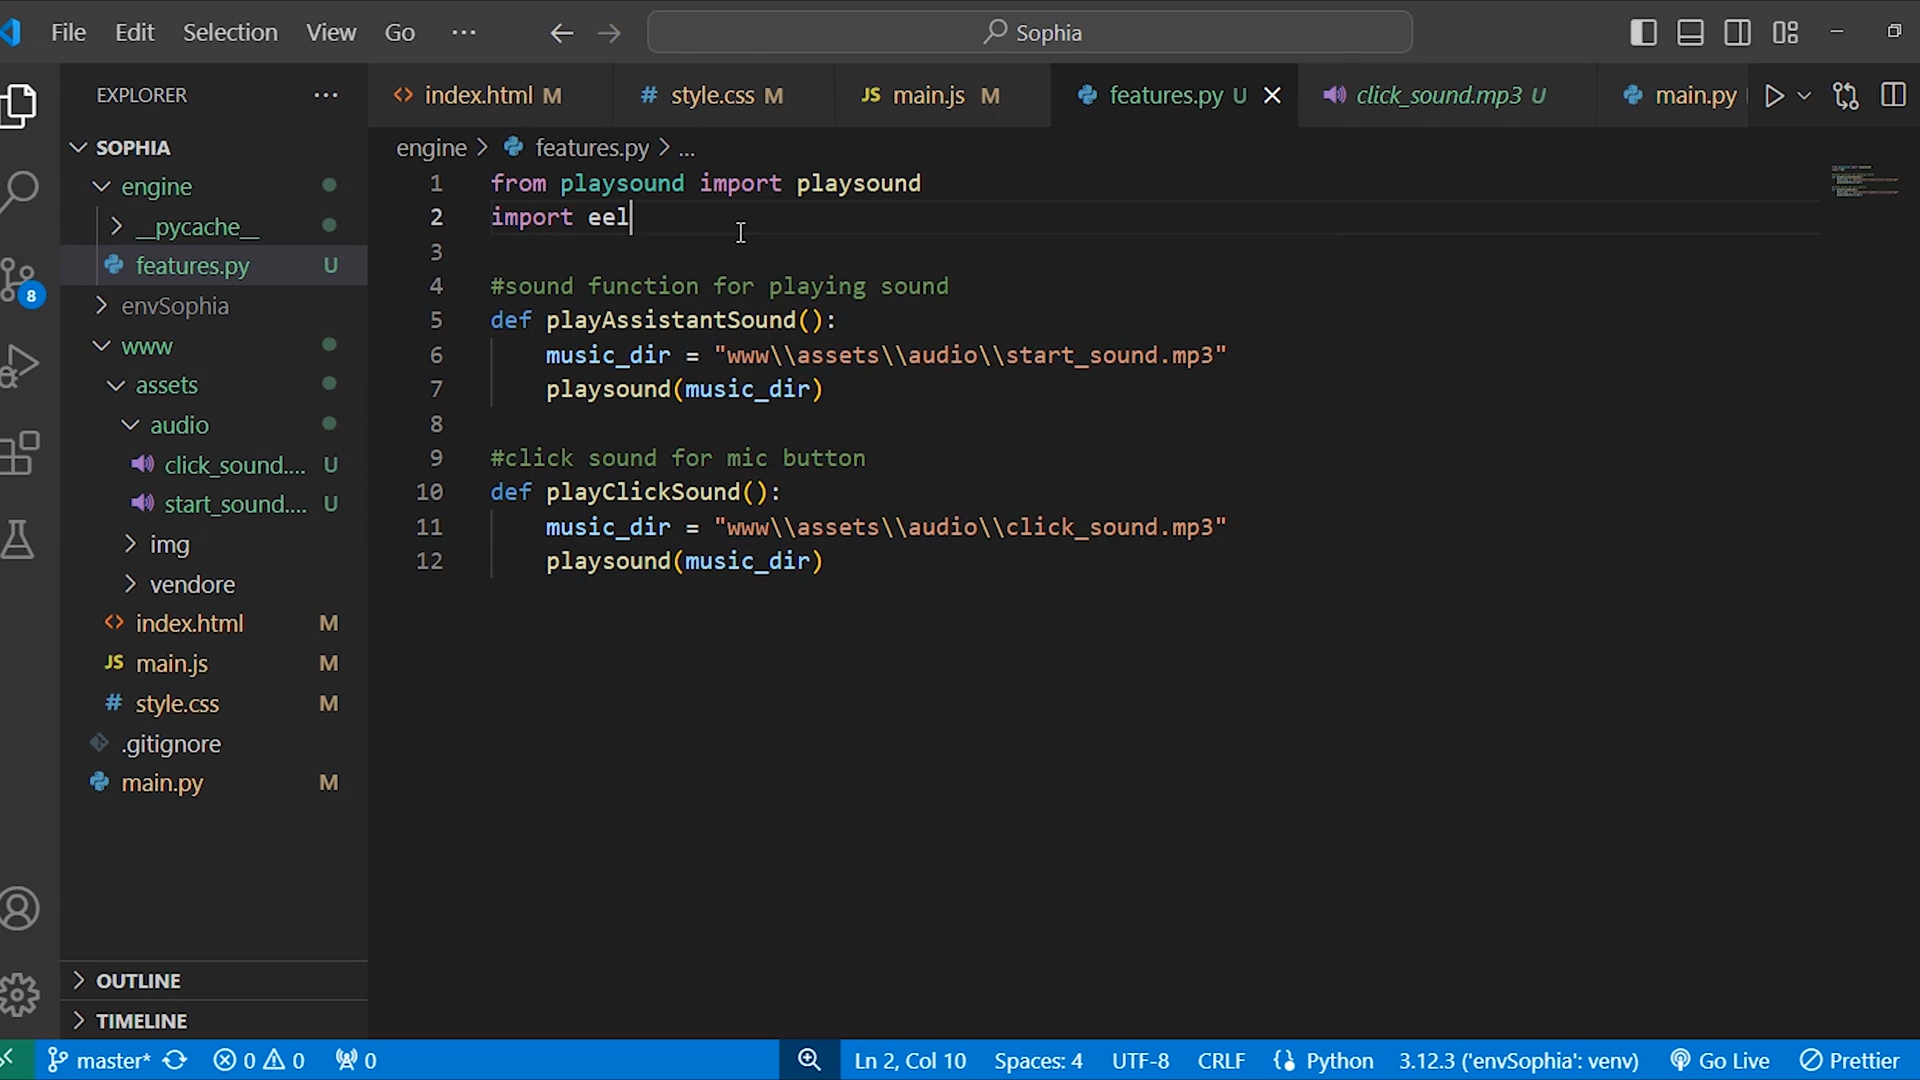 File Edit Selection View Go ... Sophia
EXPLORER ...
index.html M
style.css M
JS main.js M
features.py U
click_sound.mp3 U
main.py
SOPHIA
engine
__pycache__
features.py U
envSophia
www
assets
audio
click_sound.... U
start_sound.... U
img
vendore
index.html M
JS main.js M
# style.css M
.gitignore
main.py M
OUTLINE
TIMELINE
8
engine > features.py > ...
1 from playsound import playsound
2 import eel
3
4 #sound function for playing sound
5 def playAssistantSound():
6 music_dir = "www\\assets\\audio\\start_sound.mp3"
7 playsound(music_dir)
8
9 #click sound for mic button
10 def playClickSound():
11 music_dir = "www\\assets\\audio\\click_sound.mp3"
12 playsound(music_dir)
master* 0 0 0 Ln 2, Col 10 Spaces: 4 UTF-8 CRLF Python 3.12.3 ('envSophia': venv) Go Live Prettier